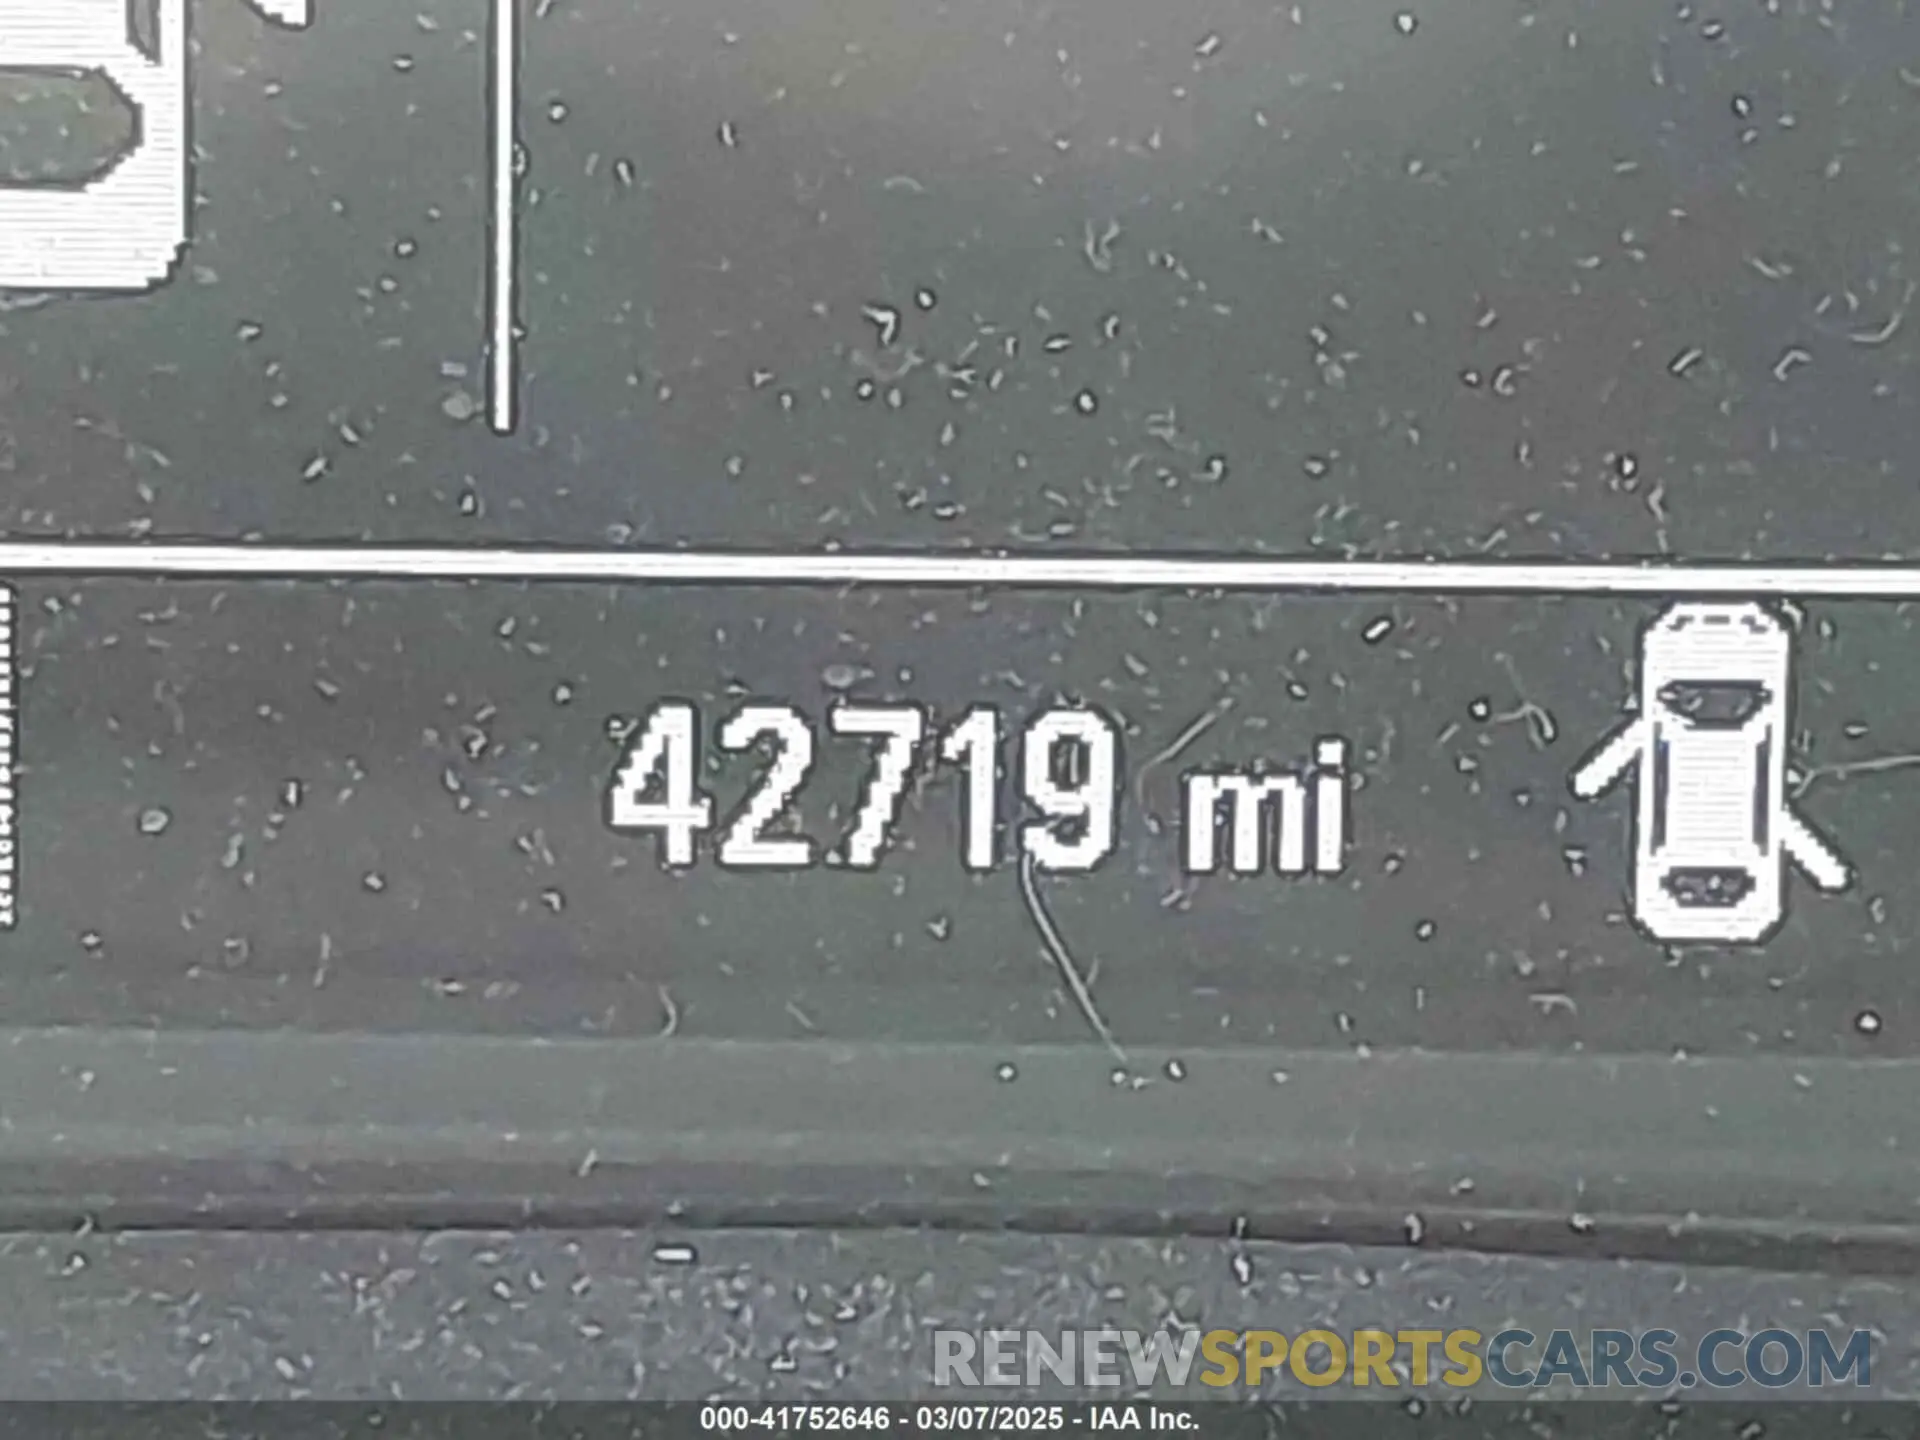 42719 mi
RENEWSPORTSCARS.COM
000-41752646 - 03/07/2025 - IAA Inc.